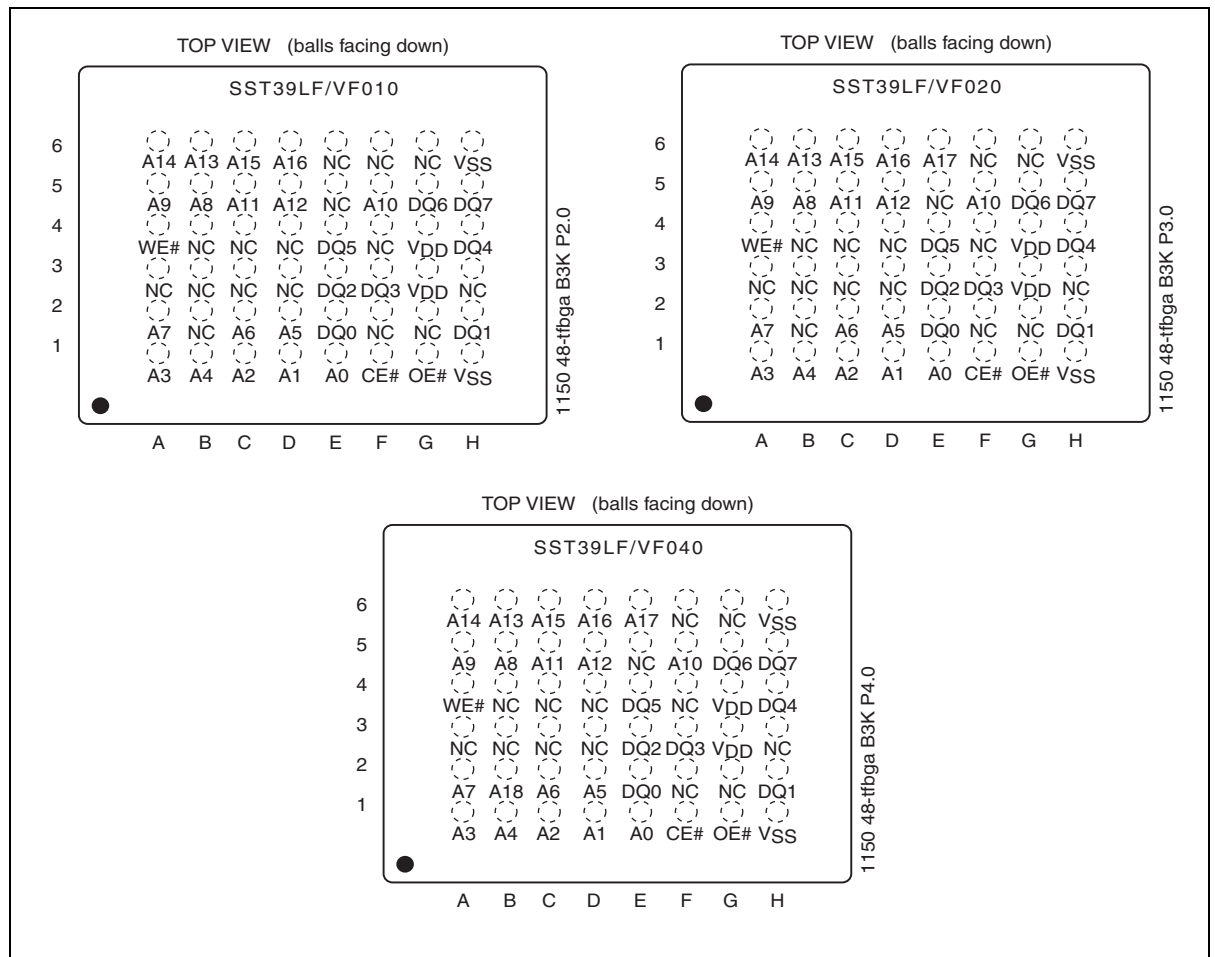 TOP VIEW (balls facing down)
SST39LF/VF010
6
A14 A13 A15 A16 NC NC NC VSS
5
A9 A8 A11 A12 NC A10 DQ6 DQ7
4
WE# NC NC NC DQ5 NC VDD DQ4
3
NC NC NC NC DQ2 DQ3 VDD NC
2
A7 NC A6 A5 DQ0 NC NC DQ1
1
A3 A4 A2 A1 A0 CE# OE# VSS
A B C D E F G H
1150 48-tfbga B3K P2.0
TOP VIEW (balls facing down)
SST39LF/VF020
6
A14 A13 A15 A16 A17 NC NC VSS
5
A9 A8 A11 A12 NC A10 DQ6 DQ7
4
WE# NC NC NC DQ5 NC VDD DQ4
3
NC NC NC NC DQ2 DQ3 VDD NC
2
A7 NC A6 A5 DQ0 NC NC DQ1
1
A3 A4 A2 A1 A0 CE# OE# VSS
A B C D E F G H
1150 48-tfbga B3K P3.0
TOP VIEW (balls facing down)
SST39LF/VF040
6
A14 A13 A15 A16 A17 NC NC VSS
5
A9 A8 A11 A12 NC A10 DQ6 DQ7
4
WE# NC NC NC DQ5 NC VDD DQ4
3
NC NC NC NC DQ2 DQ3 VDD NC
2
A7 A18 A6 A5 DQ0 NC NC DQ1
1
A3 A4 A2 A1 A0 CE# OE# VSS
A B C D E F G H
1150 48-tfbga B3K P4.0